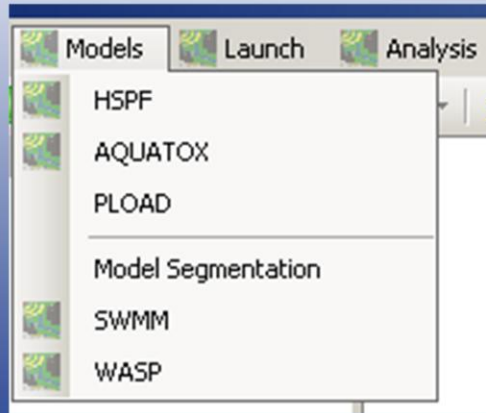 Models Launch Analysis
HSPF
AQUATOX
PLOAD
Model Segmentation
SWMM
WASP